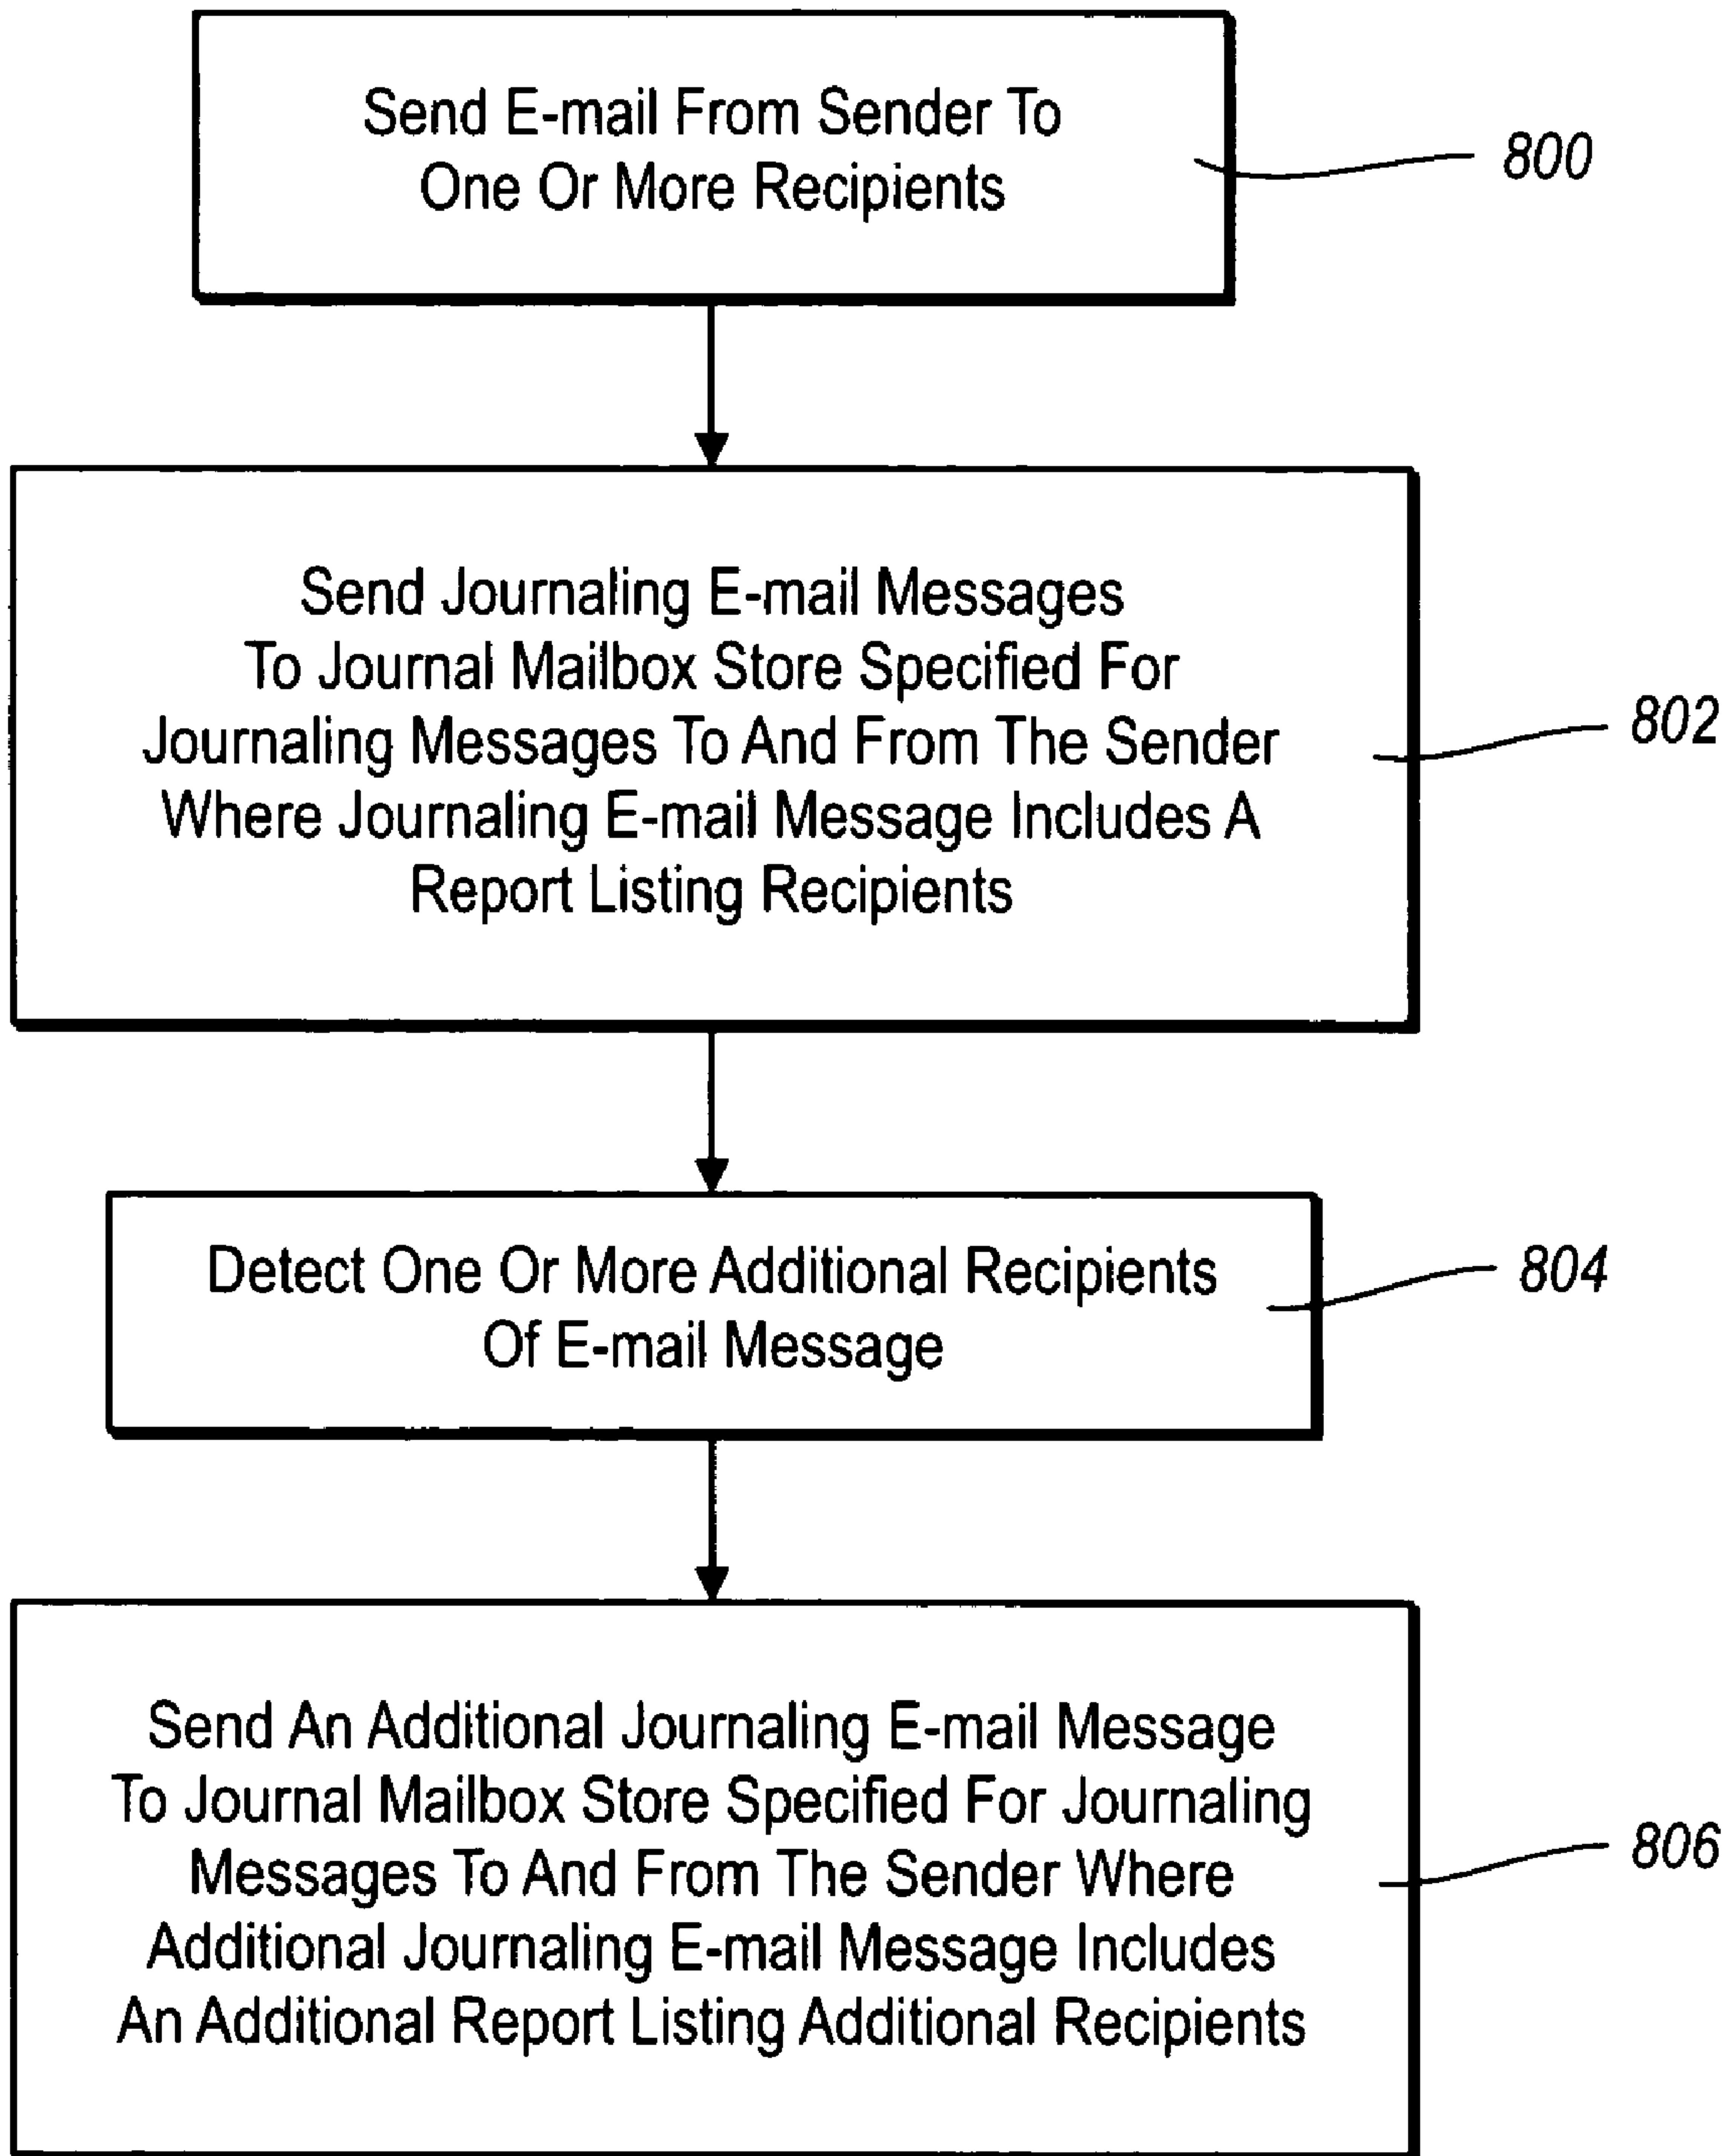 Send E-mail From Sender To
One Or More Recipients
800
Send Journaling E-mail Messages
To Journal Mailbox Store Specified For
Journaling Messages To And From The Sender
Where Journaling E-mail Message Includes A
Report Listing Recipients
802
Detect One Or More Additional Recipients
Of E-mail Message
804
Send An Additional Journaling E-mail Message
To Journal Mailbox Store Specified For Journaling
Messages To And From The Sender Where
Additional Journaling E-mail Message Includes
An Additional Report Listing Additional Recipients
806